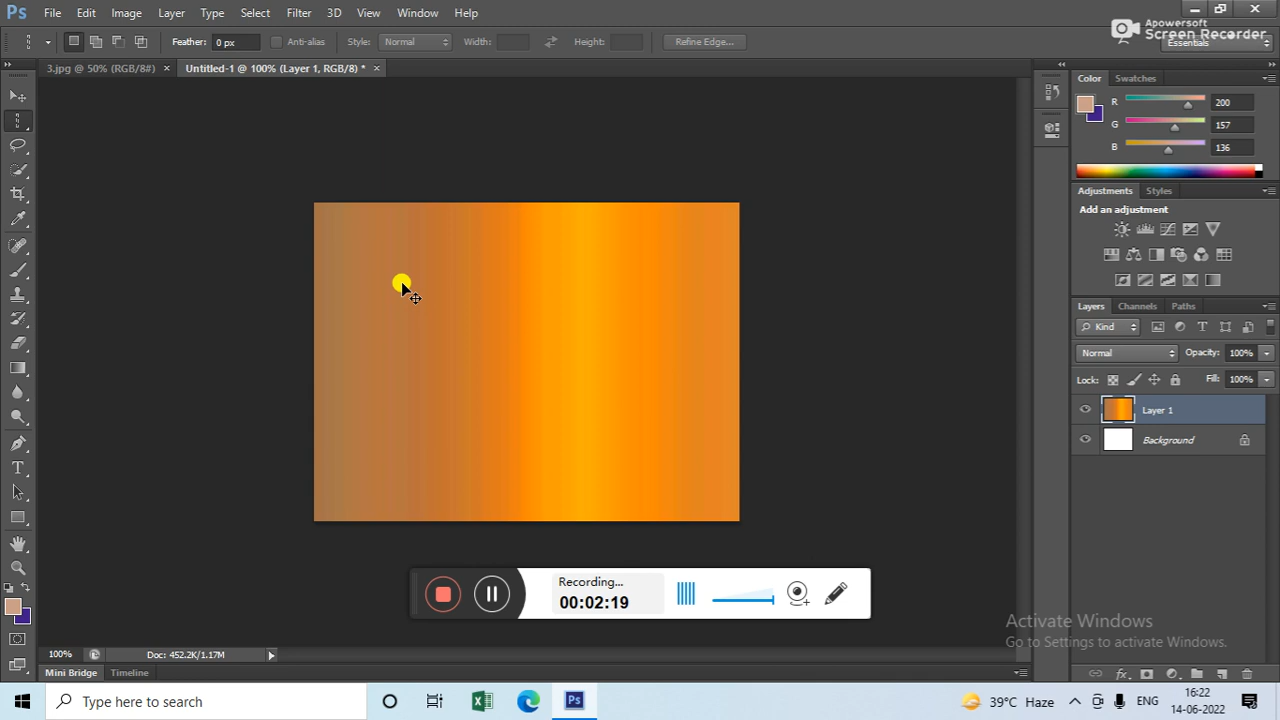 Ps File Edit Image Layer Type Select Filter 3D View Window Help
Feather: 0 px Anti-alias Style: Normal Width: Height: Refine Edge... Essentials
Apowersoft
Screen Recorder
3.jpg @ 50% (RGB/8#) × Untitled-1 @ 100% (Layer 1, RGB/8) * ×
Color Swatches
R 200
G 157
B 136
Adjustments Styles
Add an adjustment
Layers Channels Paths
Kind
Normal Opacity: 100%
Lock: Fill: 100%
Layer 1
Background
Recording...
00:02:19
Activate Windows
Go to Settings to activate Windows.
100% Doc: 452.2K/1.17M
Mini Bridge Timeline
Type here to search Ps 39°C Haze ENG 16:22
14-06-2022